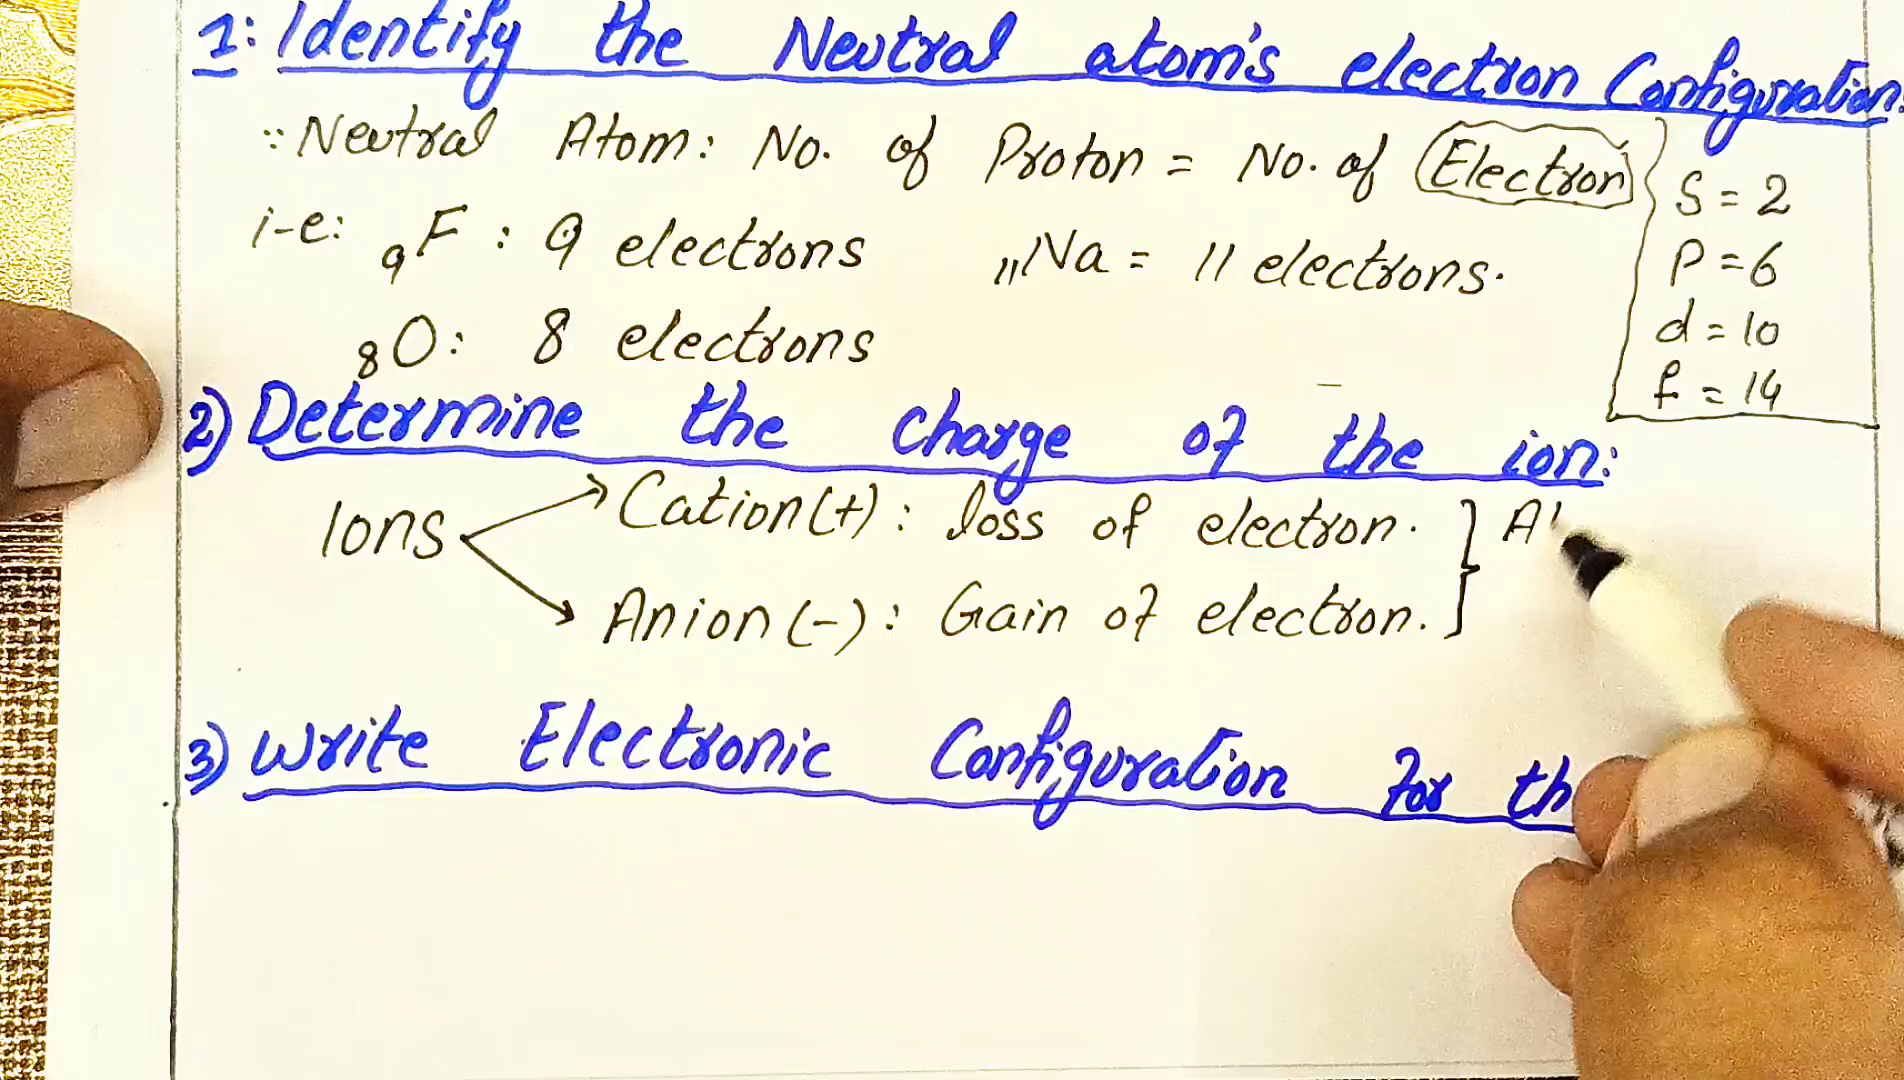 1: Identify the Neutral atom's electron Configuration.
∵ Neutral Atom: No. of Proton = No. of Electron
i-e: 9F : 9 electrons 11Na = 11 electrons.
8O: 8 electrons
S = 2
P = 6
d = 10
f = 14
2) Determine the charge of the ion:
Ions
Cation (+) : loss of electron.
Anion (-) : Gain of electron.
3) Write Electronic Configuration for